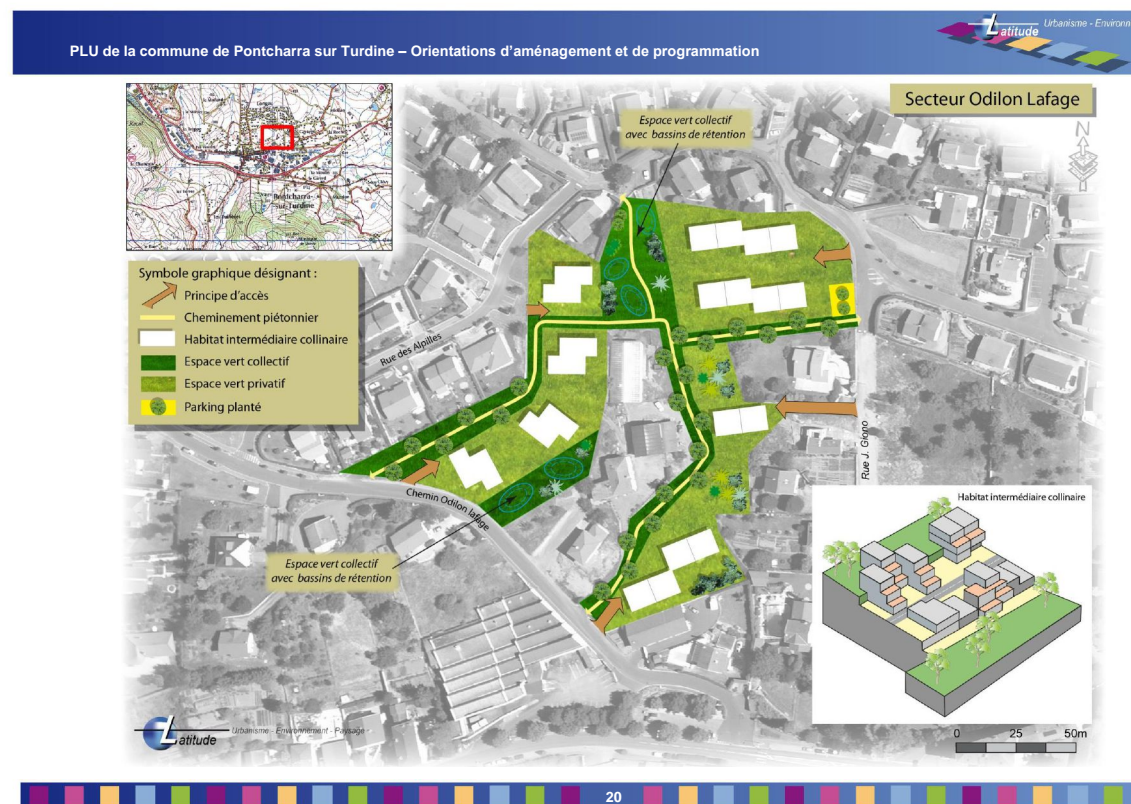 PLU de la commune de Pontcharra sur Turdine – Orientations d'aménagement et de programmation
Latitude
Secteur Odilon Lafage
Espace vert collectif
avec bassins de rétention
N
Pontcharra-
sur-Turdine
Symbole graphique désignant :
Principe d'accès
Cheminement piétonnier
Habitat intermédiaire collinaire
Espace vert collectif
Espace vert privatif
Parking planté
Rue des Alpilles
Rue J. Giono
Chemin Odilon lafage
Espace vert collectif
avec bassins de rétention
Habitat intermédiaire collinaire
Latitude Urbanisme - Environnement - Paysage
0 25 50m
20